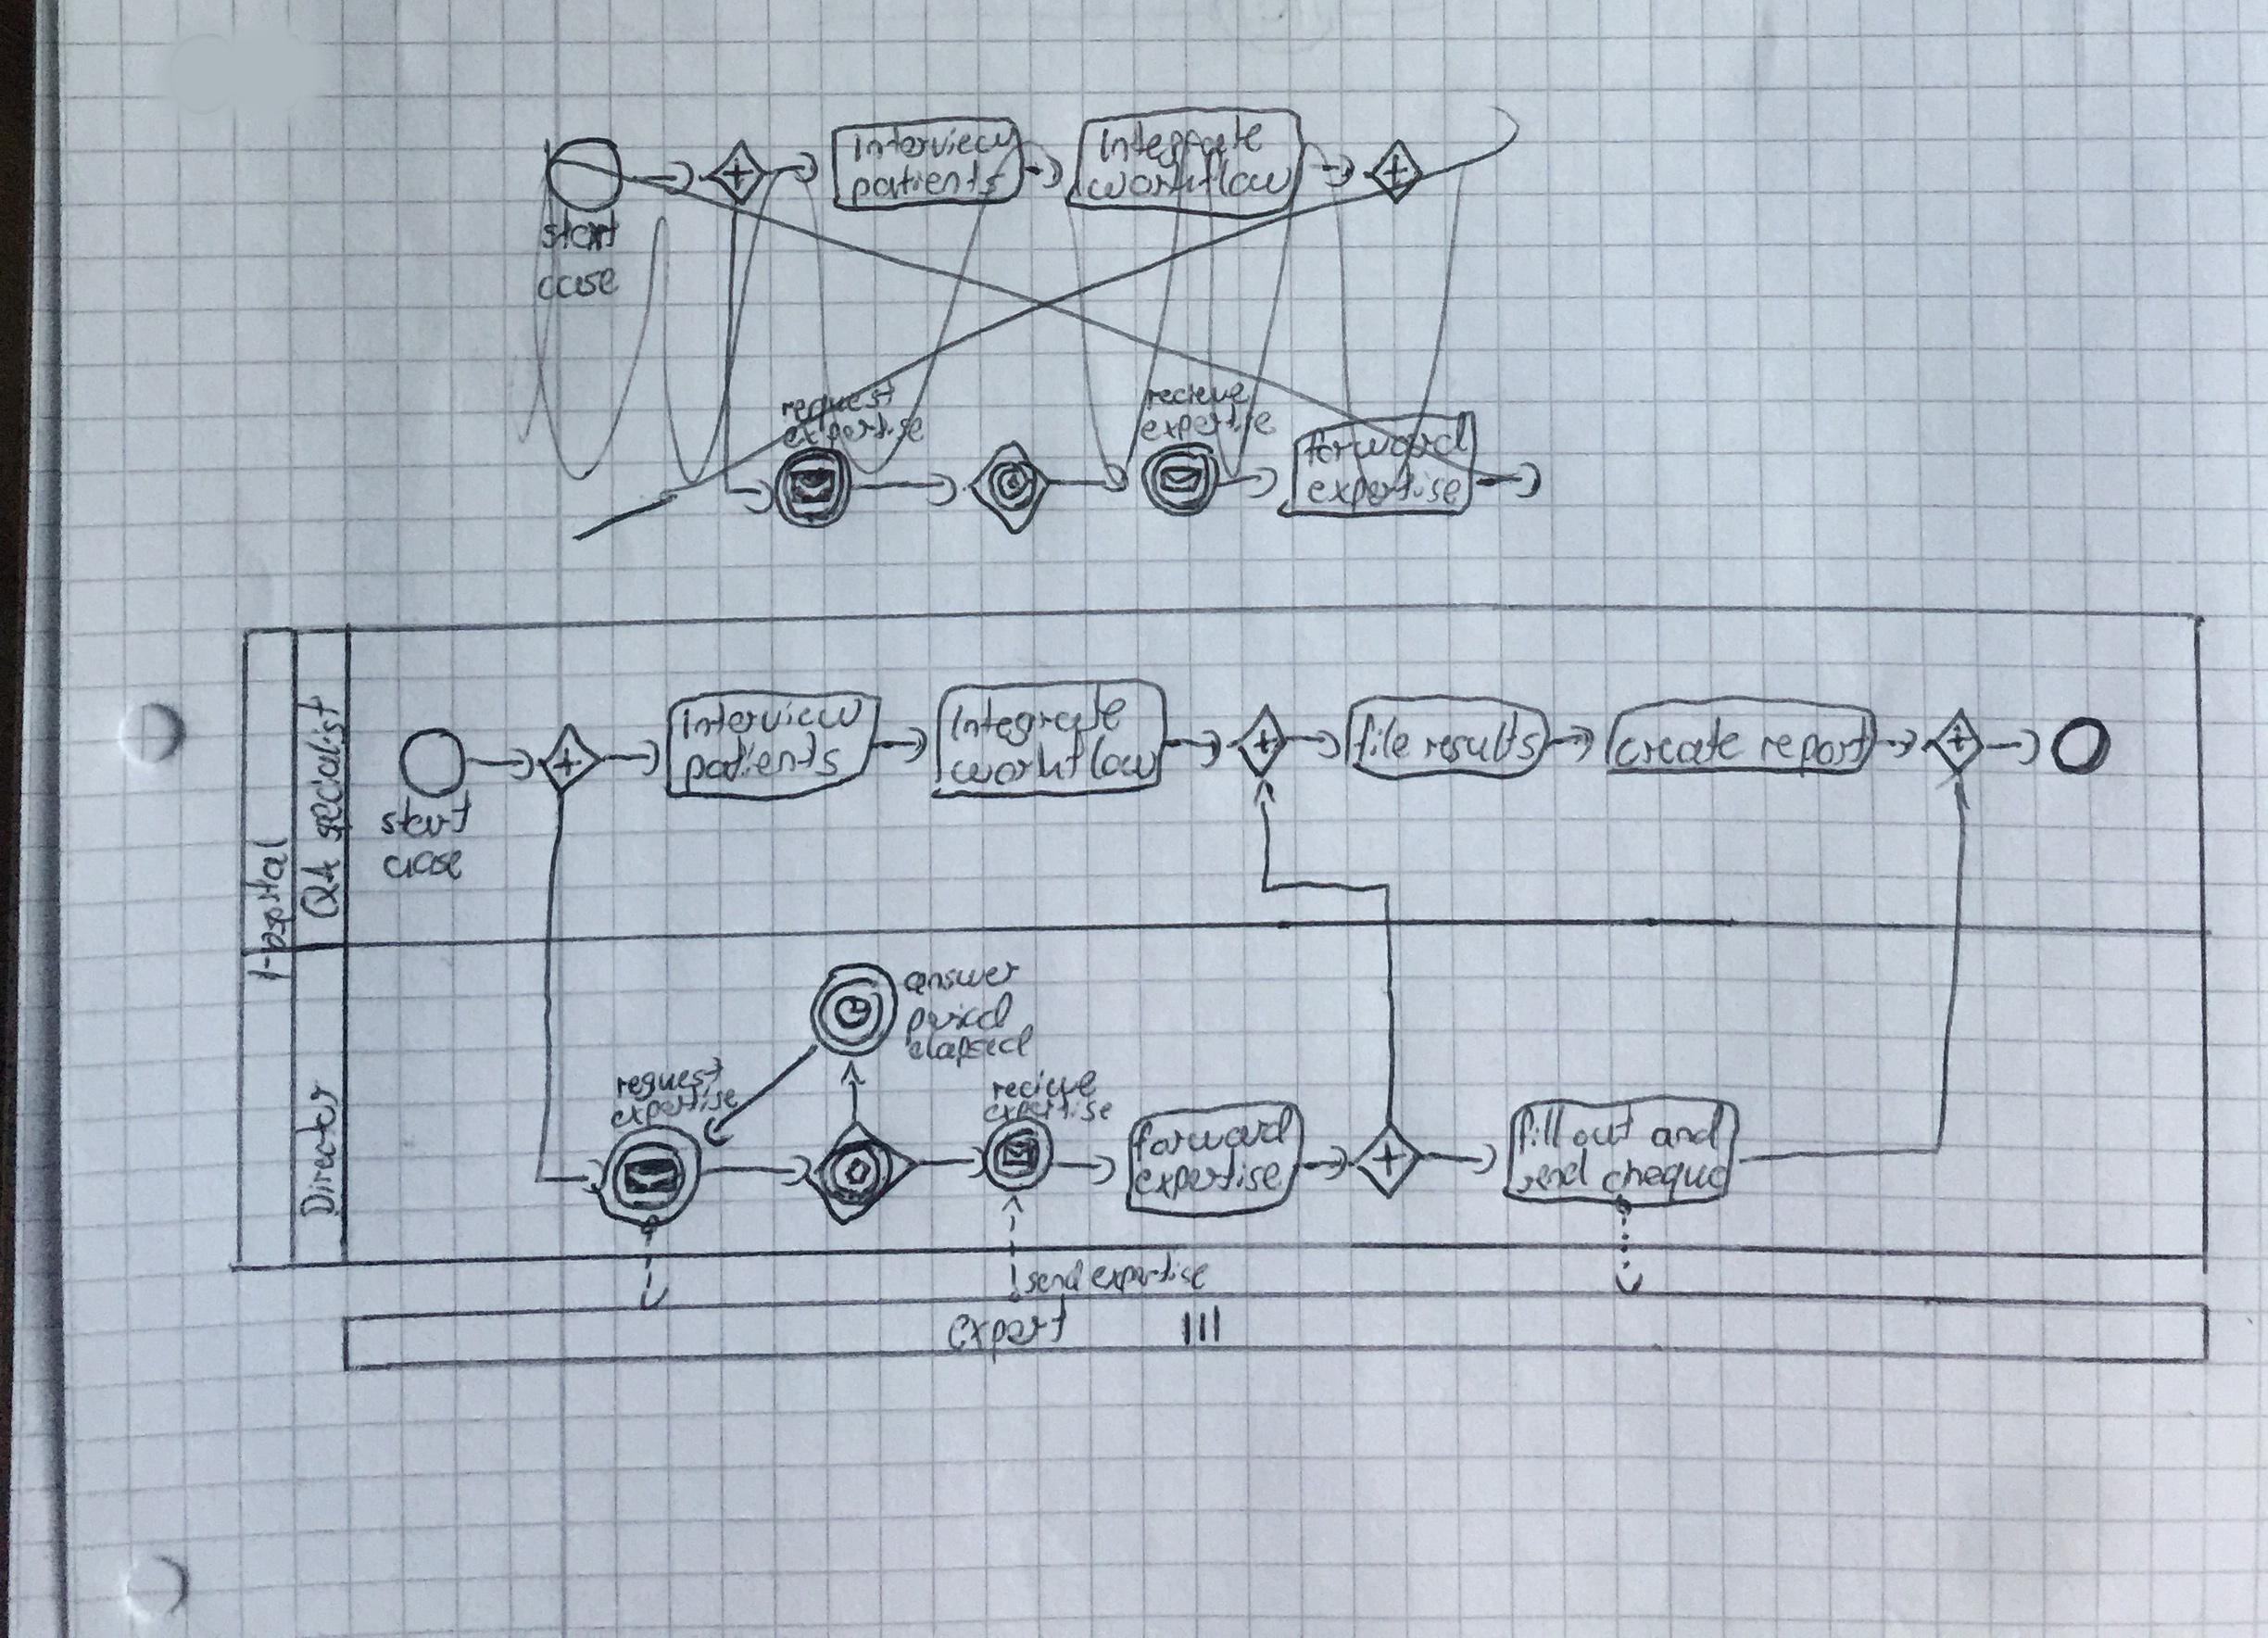 Interview
patients
Integrate
workflow
start
case
request
expertise
recieve
expertise
forward
expertise
Hospital
QA specialist
Interview
patients
Integrate
workflow
file results
create report
start
case
Director
answer
period
elapsed
request
expertise
recieve
expertise
forward
expertise
fill out and
send cheque
send expertise
Expert III